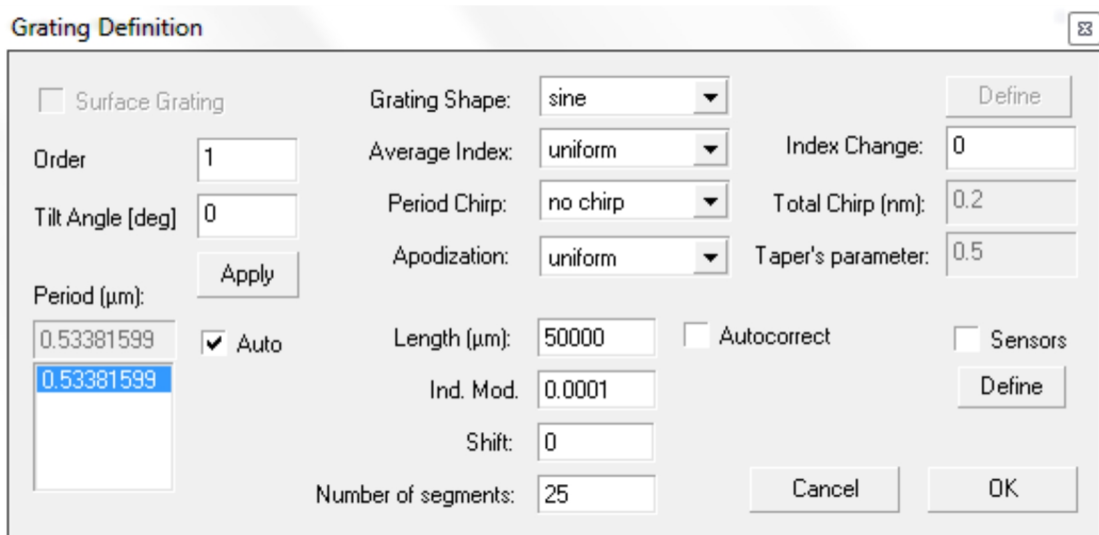 Grating Definition
Surface Grating
Grating Shape: sine
Define
Order 1
Average Index: uniform
Index Change: 0
Tilt Angle [deg] 0
Period Chirp: no chirp
Total Chirp (nm): 0.2
Apply
Apodization: uniform
Taper's parameter: 0.5
Period (µm):
0.53381599
Auto
0.53381599
Length (µm): 50000
Autocorrect
Sensors
Ind. Mod. 0.0001
Define
Shift: 0
Number of segments: 25
Cancel
OK